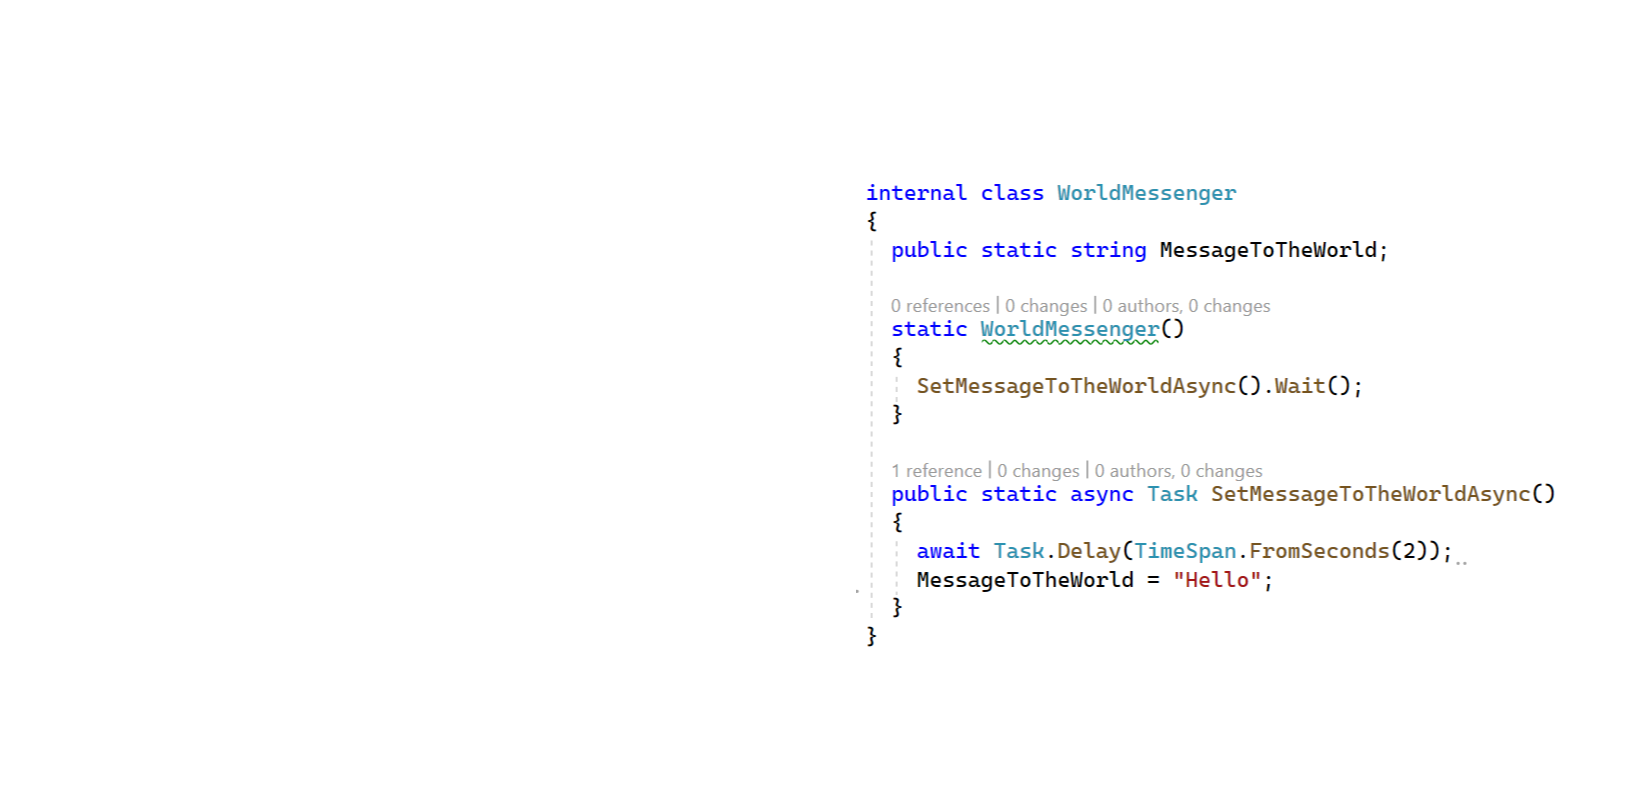 internal class WorldMessenger
{
public static string MessageToTheWorld;
0 references | 0 changes | 0 authors, 0 changes
static WorldMessenger()
{
SetMessageToTheWorldAsync().Wait();
}
1 reference | 0 changes | 0 authors, 0 changes
public static async Task SetMessageToTheWorldAsync()
{
await Task.Delay(TimeSpan.FromSeconds(2));
MessageToTheWorld = "Hello";
}
}